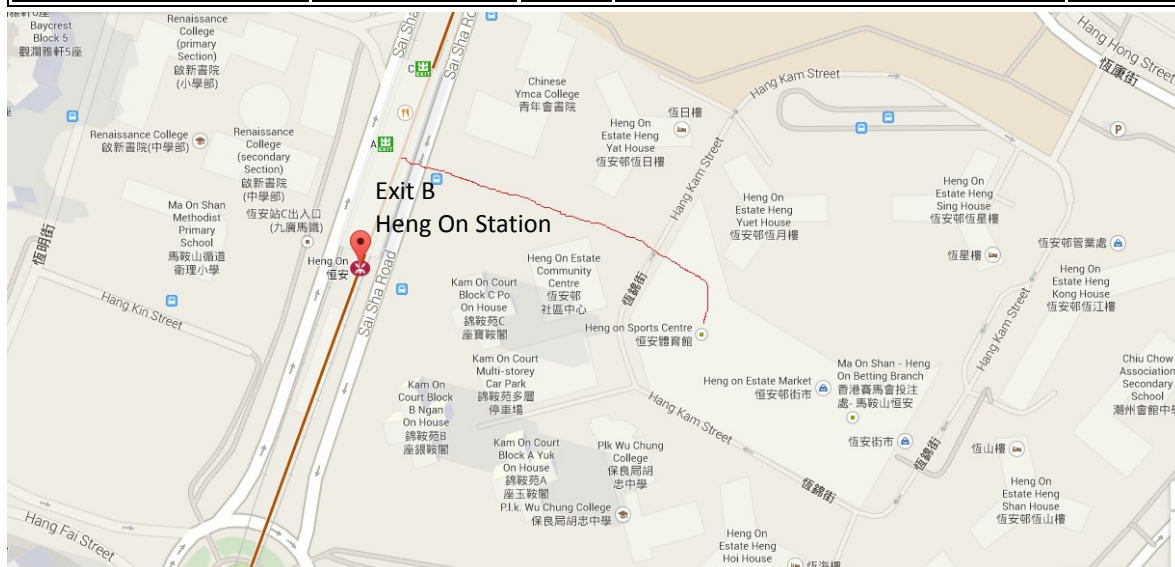 Baycrest
Block 5
觀瀾雅軒5座
Renaissance
College
(primary
Section)
啟新書院
(小學部)
Sai Sha Road
Sai Sha Road
C EXIT
Chinese
Ymca College
青年會書院
Hang Kam Street
Hang Hong Street
恆康街
P
Renaissance College
啟新書院(中學部)
Renaissance
College
(secondary
Section)
啟新書院
(中學部)
A EXIT
恆日樓
Heng On
Estate Heng
Yat House
恆安邨恆日樓
Hang Kam Street
Exit B
Heng On Station
Ma On Shan
Methodist
Primary
School
馬鞍山循道
衛理小學
恆安站C出入口
(九廣馬鐵)
恆明街
Heng On
恆安
Hang Kin Street
Sai Sha Road
Heng On
Estate Heng
Yuet House
恆安邨恆月樓
Heng On
Estate Heng
Sing House
恆安邨恆星樓
恆星樓
恆安邨管業處
Heng On
Estate Heng
Kong House
恆安邨恆江樓
Heng On Estate
Community
Centre
恆安邨
社區中心
恆錦街
Kam On Court
Block C Po
On House
錦鞍苑C
座寶鞍閣
Heng on Sports Centre
恆安體育館
Hang Kam Street
Kam On Court
Multi-storey
Car Park
錦鞍苑多層
停車場
Heng on Estate Market
恆安邨街市
Ma On Shan - Heng
On Betting Branch
香港賽馬會投注
處- 馬鞍山恆安
Chiu Chow
Association
Secondary
School
潮州會館中
Kam On
Court Block
B Ngan
On House
錦鞍苑B
座銀鞍閣
Hang Kam Street
恆安街市
恆錦街
恆山樓
Kam On Court
Block A Yuk
On House
錦鞍苑A
座玉鞍閣
Plk Wu Chung
College
保良局胡
忠中學
恆錦街
Heng On
Estate Heng
Shan House
恆安邨恆山樓
P.l.k. Wu Chung College
保良局胡忠中學
Hang Fai Street
Heng On
Estate Heng
Hoi House
恆海樓